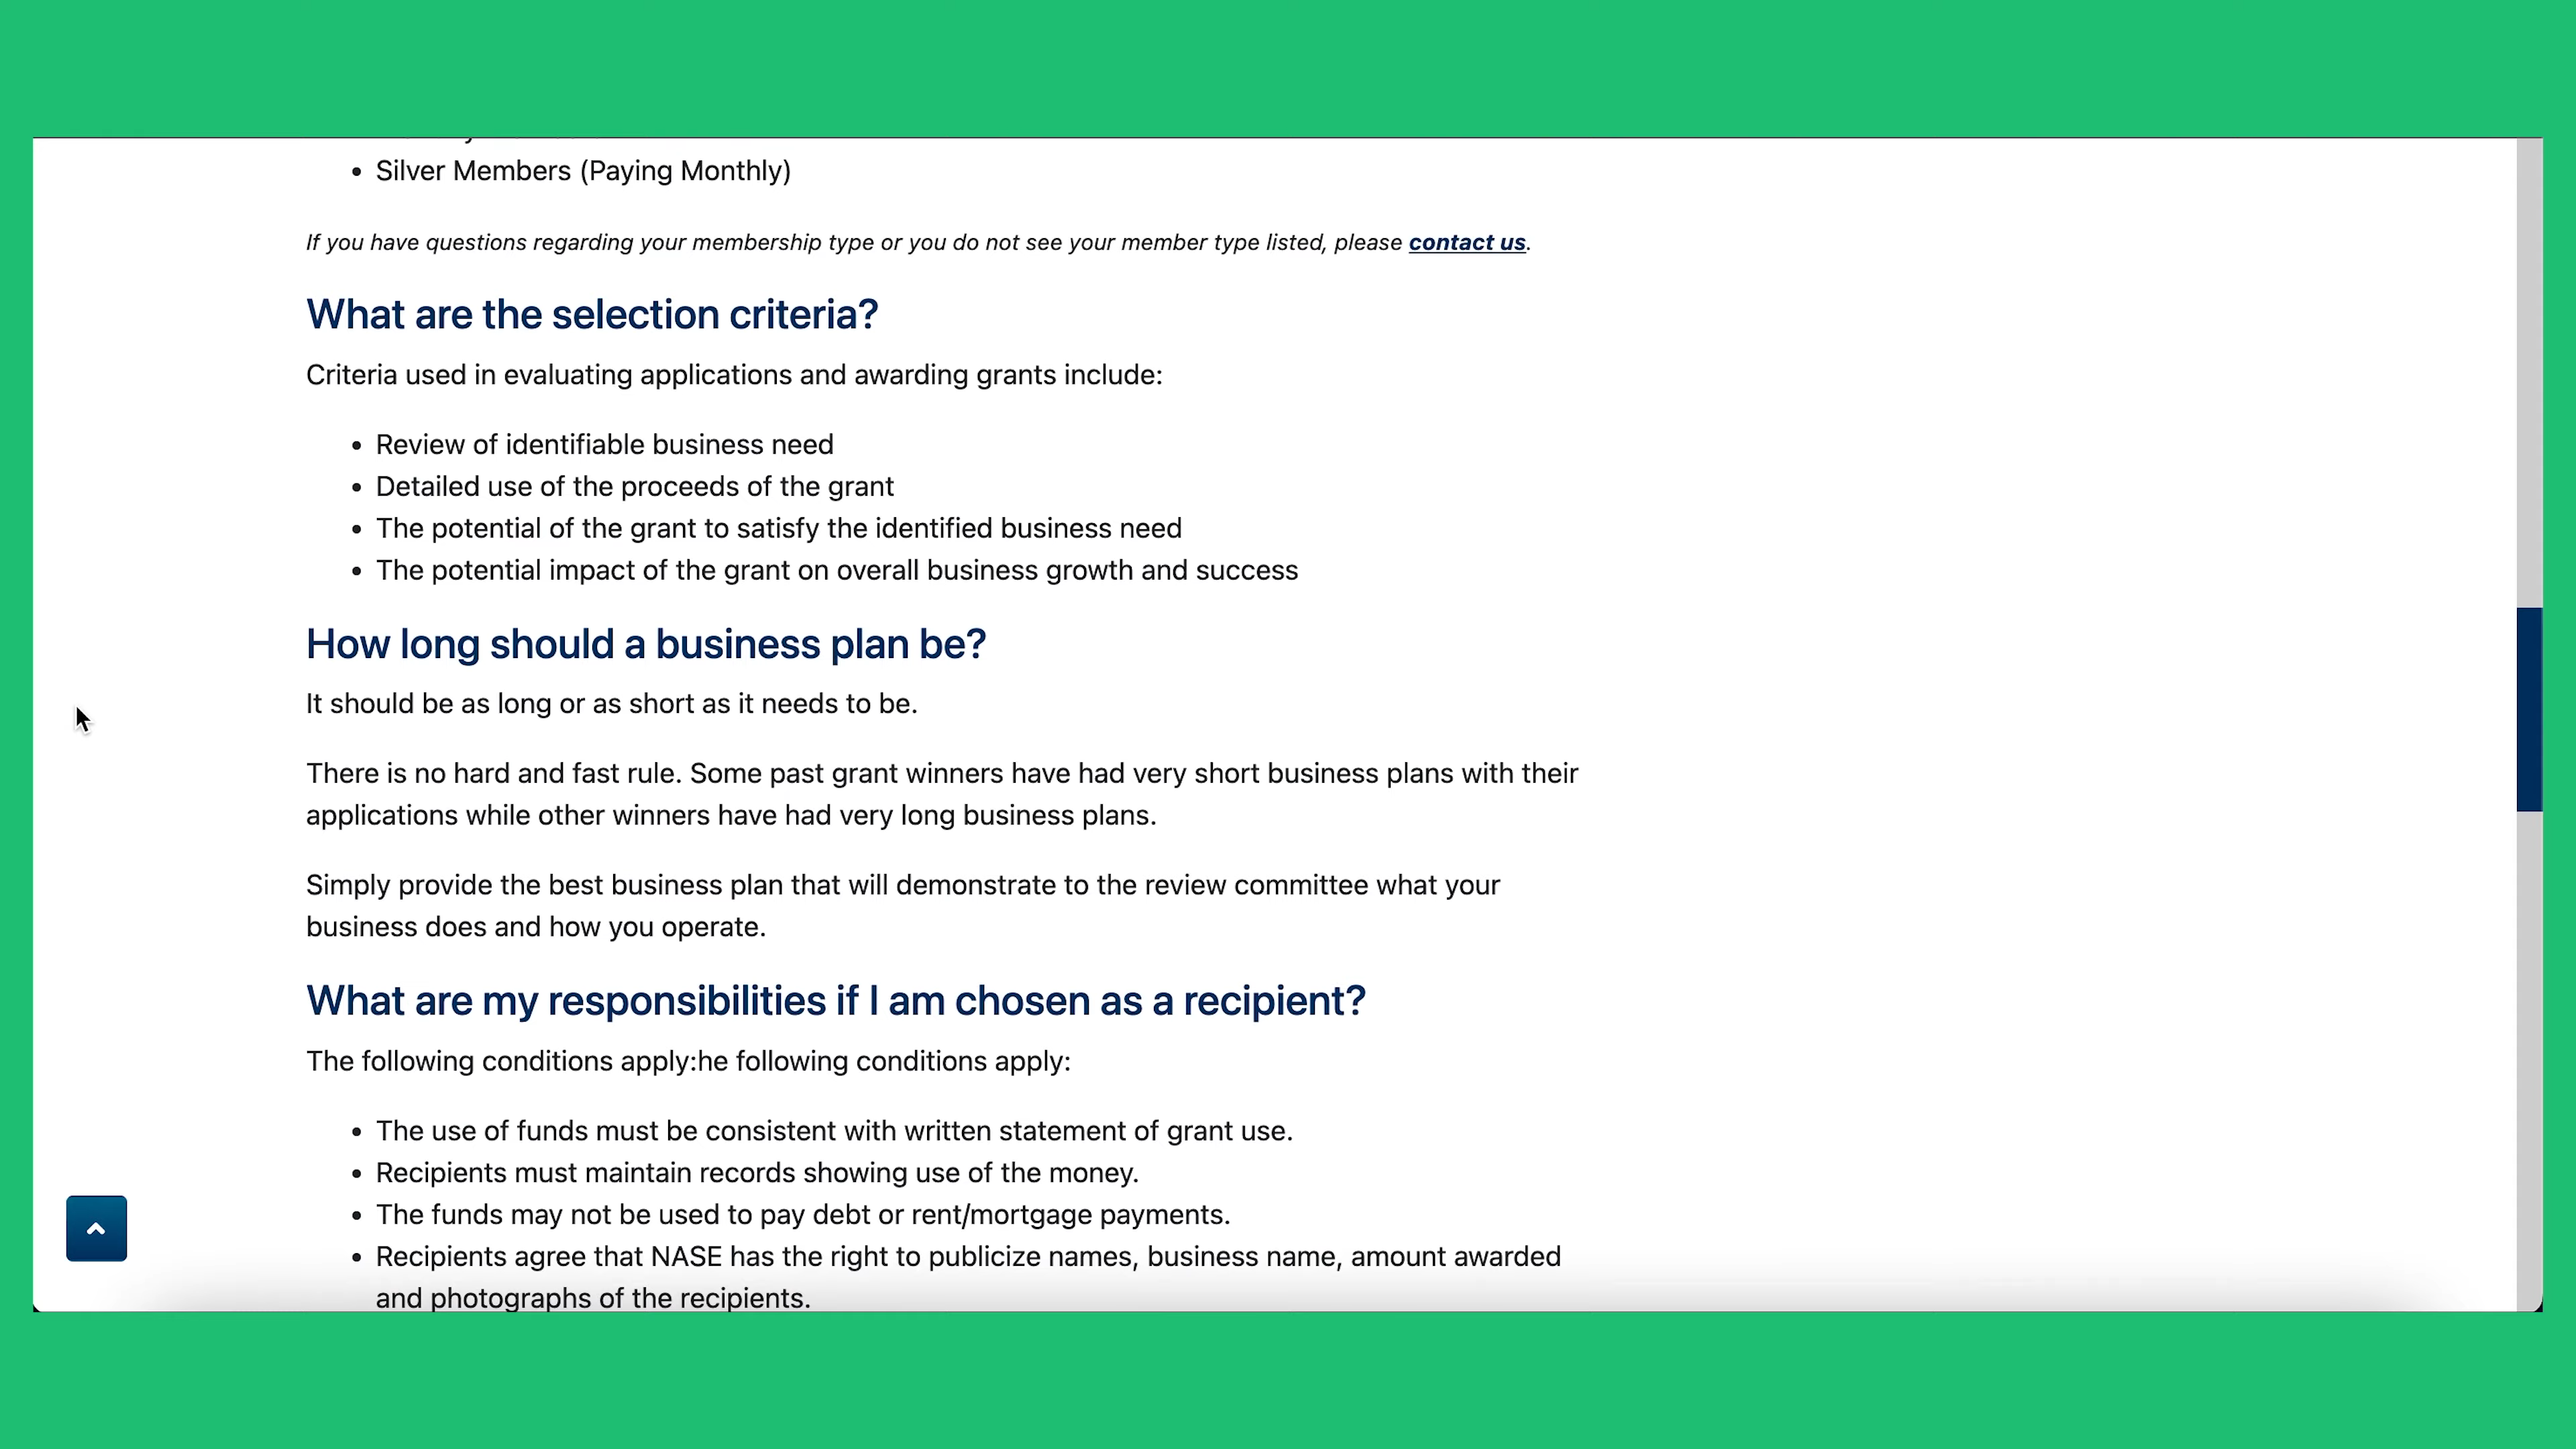 Silver Members (Paying Monthly)
If you have questions regarding your membership type or you do not see your member type listed, please contact us.
What are the selection criteria?
Criteria used in evaluating applications and awarding grants include:
Review of identifiable business need
Detailed use of the proceeds of the grant
The potential of the grant to satisfy the identified business need
The potential impact of the grant on overall business growth and success
How long should a business plan be?
It should be as long or as short as it needs to be.
There is no hard and fast rule. Some past grant winners have had very short business plans with their
applications while other winners have had very long business plans.
Simply provide the best business plan that will demonstrate to the review committee what your
business does and how you operate.
What are my responsibilities if I am chosen as a recipient?
The following conditions apply:he following conditions apply:
The use of funds must be consistent with written statement of grant use.
Recipients must maintain records showing use of the money.
The funds may not be used to pay debt or rent/mortgage payments.
Recipients agree that NASE has the right to publicize names, business name, amount awarded
and photographs of the recipients.